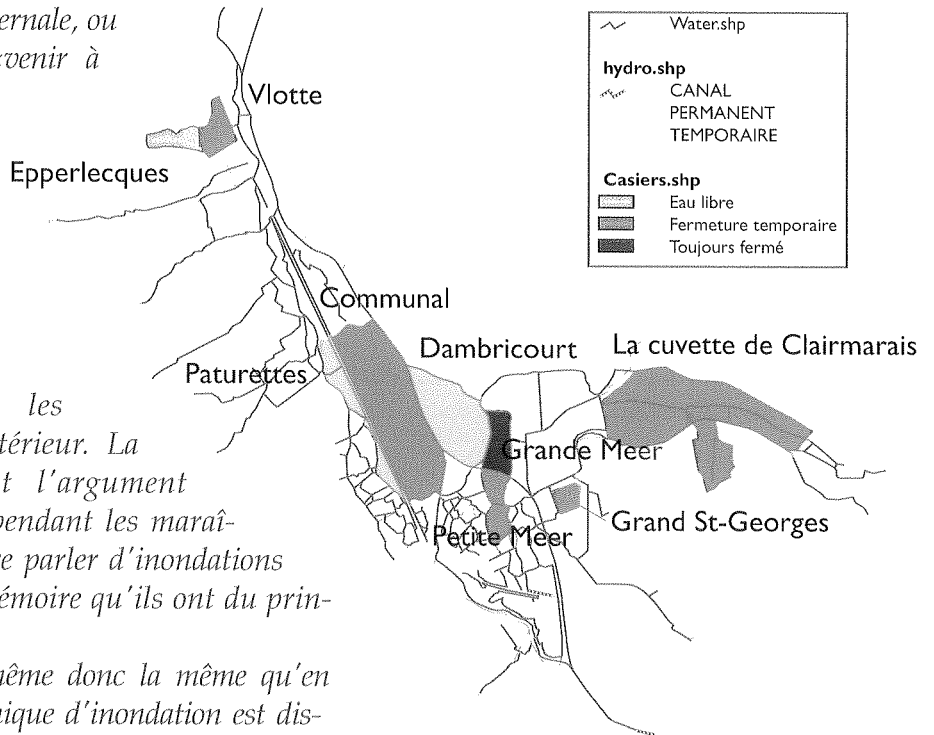 ernale, ou
venir à
Vlotte
Epperlecques
Communal
Paturettes
Dambricourt
La cuvette de Clairmarais
Grande Meer
Grand St-Georges
Petite Meer
Water.shp
hydro.shp
CANAL
PERMANENT
TEMPORAIRE
Casiers.shp
Eau libre
Fermeture temporaire
Toujours fermé
les
térieur. La
t l'argument
pendant les maraî-
e parler d'inondations
émoire qu'ils ont du prin-
nême donc la même qu'en
nique d'inondation est dis-